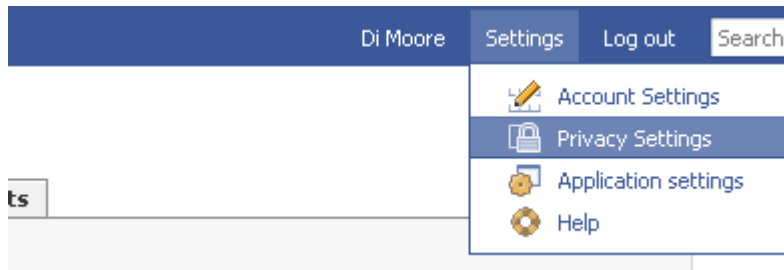 Di Moore Settings Log out Search
Account Settings
Privacy Settings
Application settings
ts
Help